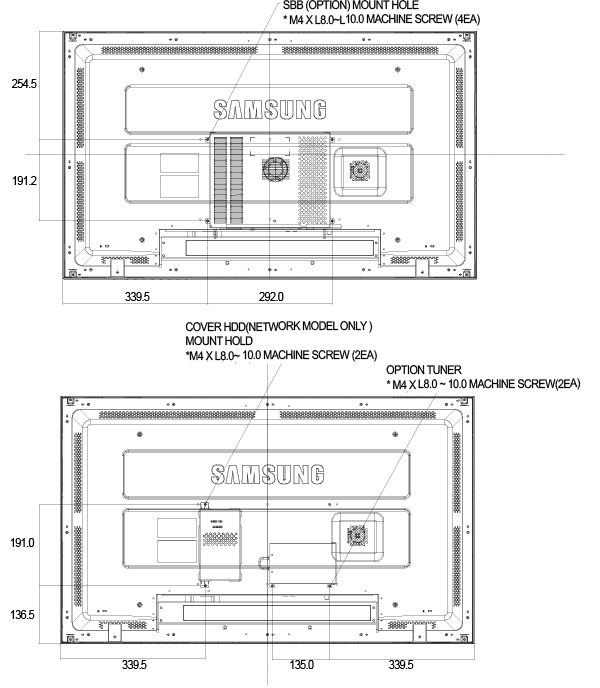 SBB (OPTION) MOUNT HOLE
* M4 X L8.0~L10.0 MACHINE SCREW (4EA)
254.5
SAMSUNG
191.2
339.5
292.0
COVER HDD(NETWORK MODEL ONLY )
MOUNT HOLD
*M4 X L8.0~ 10.0 MACHINE SCREW (2EA)
OPTION TUNER
* M4 X L8.0 ~ 10.0 MACHINE SCREW(2EA)
SAMSUNG
191.0
136.5
339.5
135.0
339.5